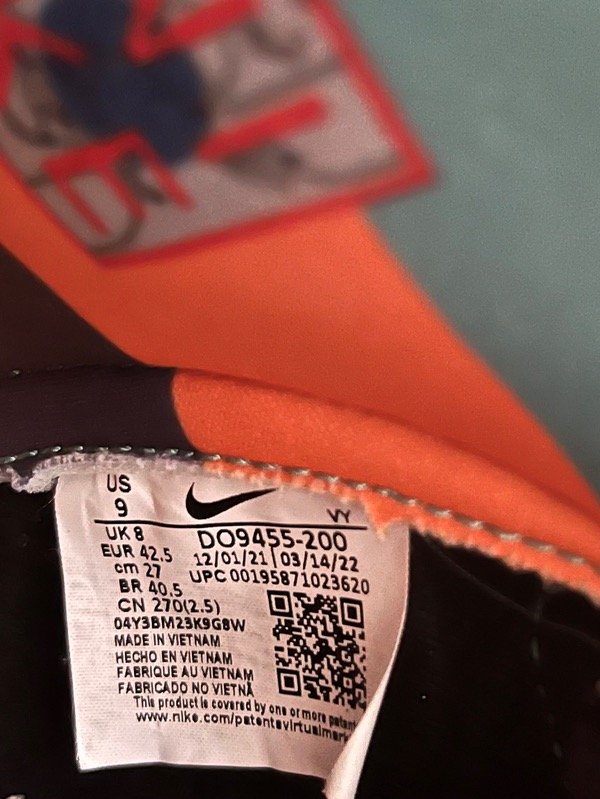 US
9
VY
UK 8
DO9455-200
EUR 42.5
12/01/21 | 03/14/22
cm 27
UPC 00195871023620
BR 40.5
CN 270(2.5)
04Y3BM23K9G8W
MADE IN VIETNAM
HECHO EN VIETNAM
FABRIQUE AU VIETNAM
FABRICADO NO VIETNÃ
This product is covered by one or more paten
www.nike.com/patentsvirtualmark